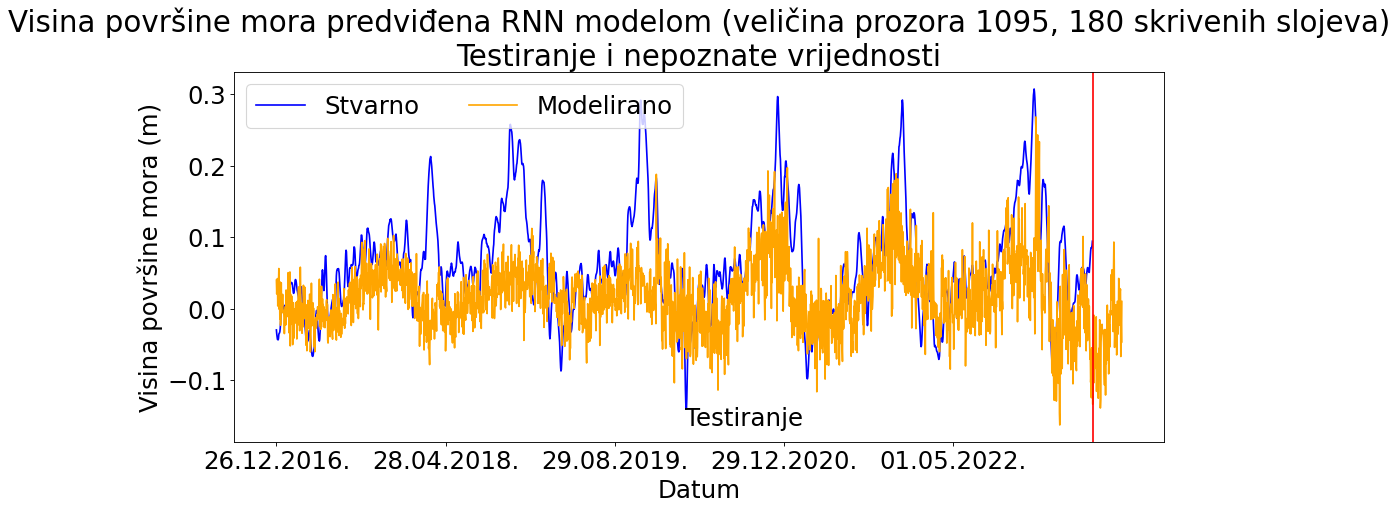 Visina površine mora predviđena RNN modelom (veličina prozora 1095, 180 skrivenih slojeva)
Testiranje i nepoznate vrijednosti
Stvarno
Modelirano
Visina površine mora (m)
0.3
0.2
0.1
0.0
−0.1
Testiranje
26.12.2016.
28.04.2018.
29.08.2019.
29.12.2020.
01.05.2022.
Datum